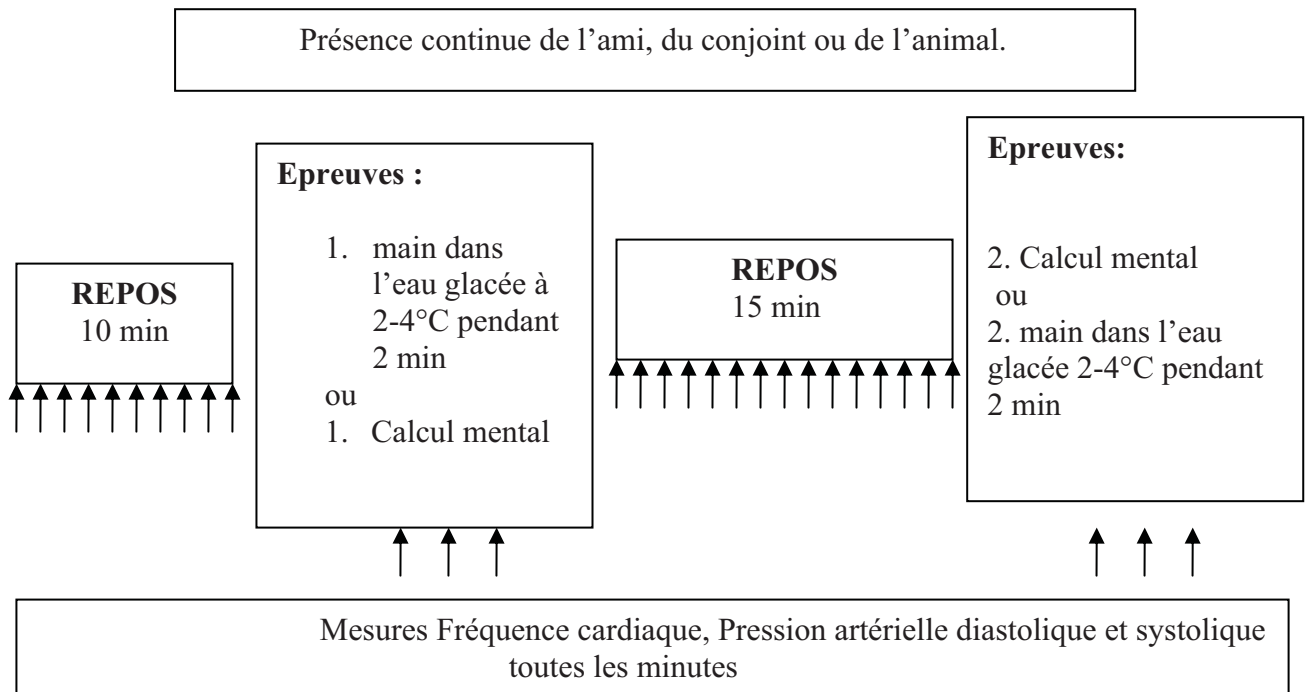 Présence continue de l’ami, du conjoint ou de l’animal.
REPOS
10 min
Epreuves :
1. main dans
l’eau glacée à
2-4°C pendant
2 min
ou
1. Calcul mental
REPOS
15 min
Epreuves:
2. Calcul mental
ou
2. main dans l’eau
glacée 2-4°C pendant
2 min
Mesures Fréquence cardiaque, Pression artérielle diastolique et systolique
toutes les minutes